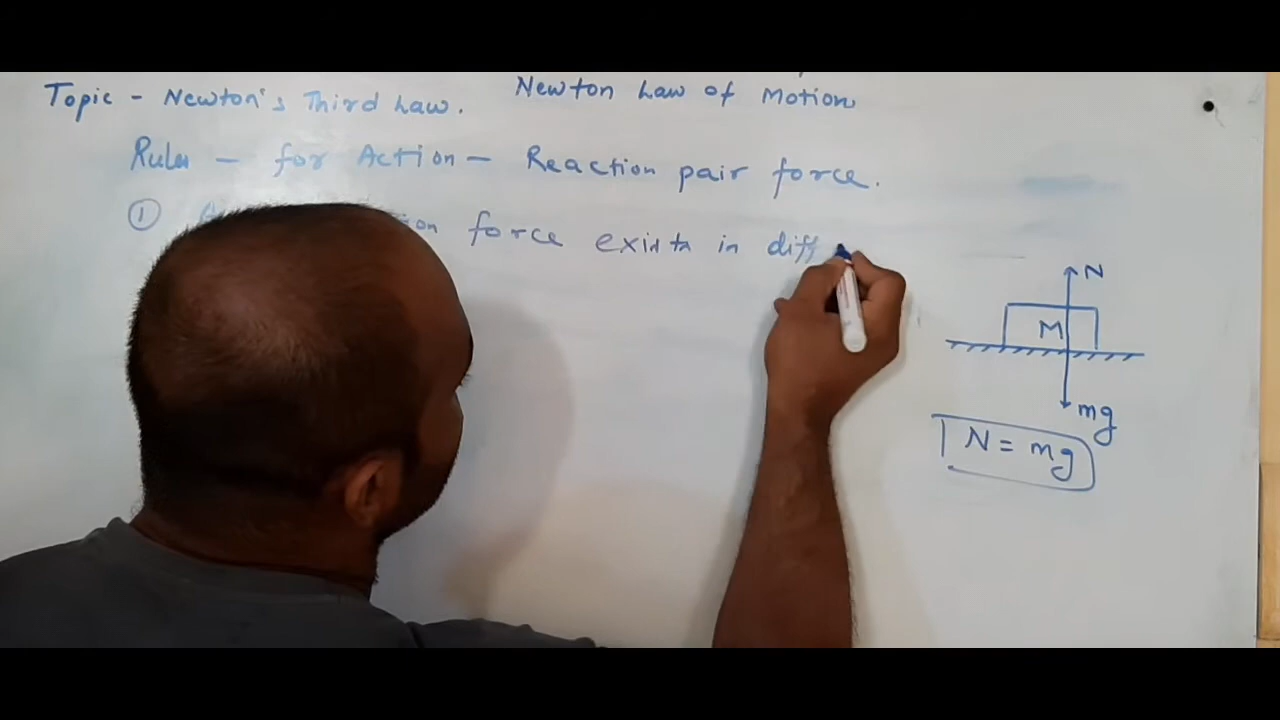 Topic - Newton's Third Law.
Newton Law of Motion
Rules - for Action - Reaction pair force.
① force exists in diff
N
M
mg
N = mg